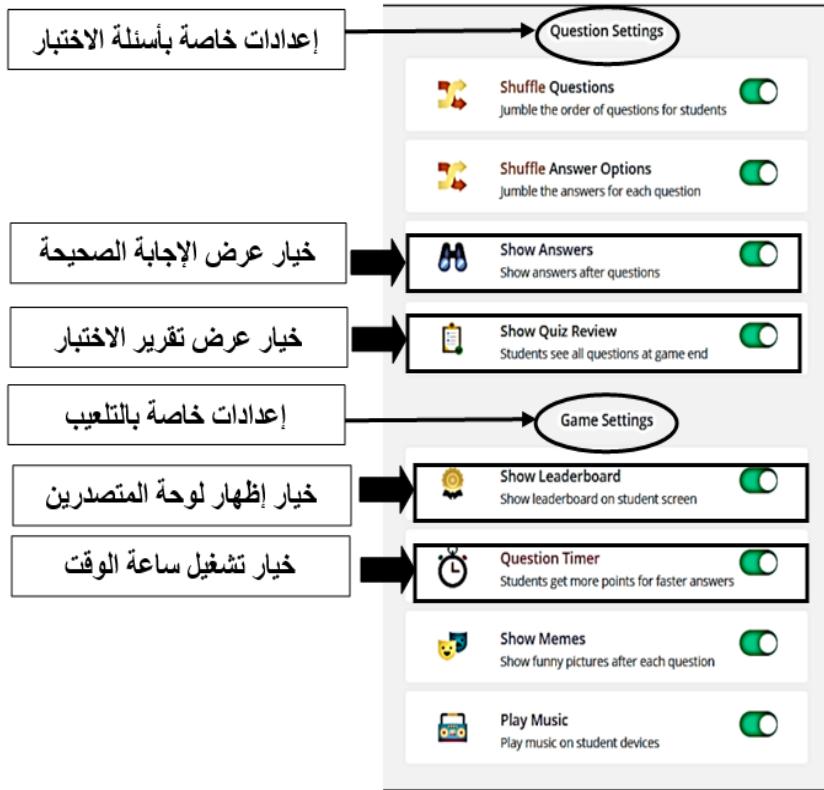 إعدادات خاصة بأسئلة الاختبار
Question Settings
Shuffle Questions
Jumble the order of questions for students
Shuffle Answer Options
Jumble the answers for each question
خيار عرض الإجابة الصحيحة
Show Answers
Show answers after questions
خيار عرض تقرير الاختبار
Show Quiz Review
Students see all questions at game end
إعدادات خاصة بالتلعيب
Game Settings
خيار إظهار لوحة المتصدرين
Show Leaderboard
Show leaderboard on student screen
خيار تشغيل ساعة الوقت
Question Timer
Students get more points for faster answers
Show Memes
Show funny pictures after each question
Play Music
Play music on student devices